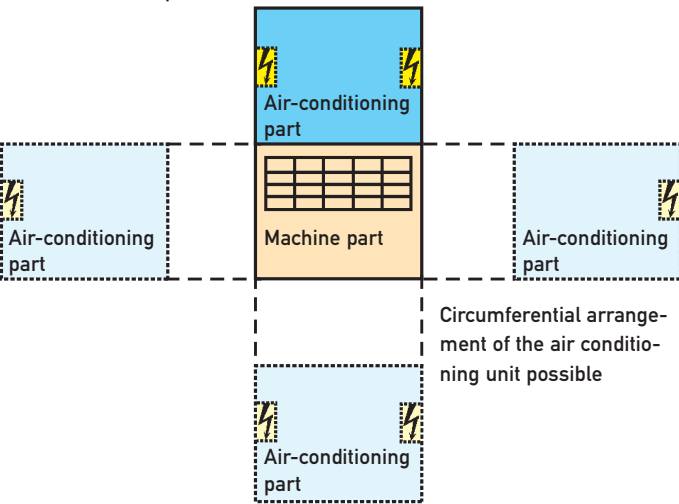 Air-conditioning
part
Air-conditioning
part
Machine part
Air-conditioning
part
Circumferential arrange-
ment of the air conditio-
ning unit possible
Air-conditioning
part